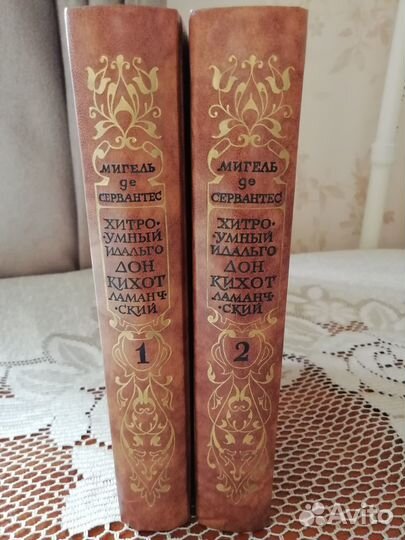 МИГЕЛЬ
де
СЕРВАНТЕС
ХИТРО-
УМНЫЙ
ИДАЛЬГО
ДОН
КИХОТ
ЛАМАНЧ-
СКИЙ
1
МИГЕЛЬ
де
СЕРВАНТЕС
ХИТРО-
УМНЫЙ
ИДАЛЬГО
ДОН
КИХОТ
ЛАМАНЧ-
СКИЙ
2
Avito